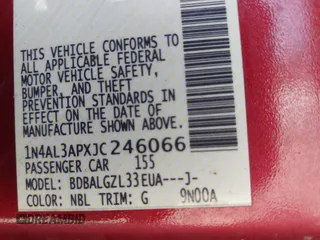 THIS VEHICLE CONFORMS TO
ALL APPLICABLE FEDERAL
MOTOR VEHICLE SAFETY,
BUMPER, AND THEFT
PREVENTION STANDARDS IN
EFFECT ON THE DATE OF
MANUFACTURE SHOWN ABOVE.
1N4AL3APXJC246066
PASSENGER CAR 155
MODEL: BDBALGZL33EUA---J-
COLOR: NBL TRIM: G 9N00A
DREAMBID